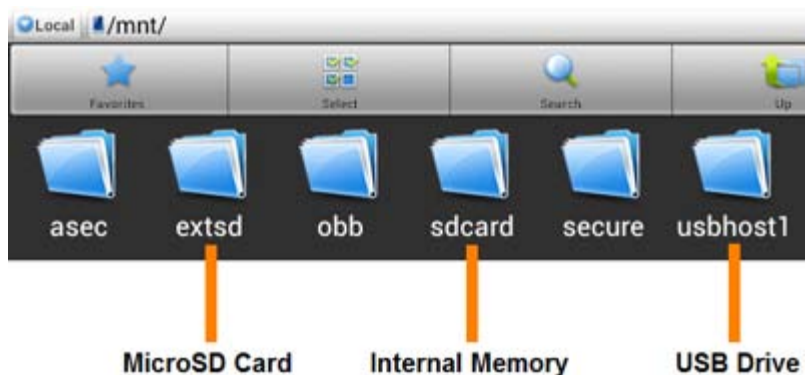 Local /mnt/
Favorites Select Search Up
asec extsd obb sdcard secure usbhost1
MicroSD Card Internal Memory USB Drive